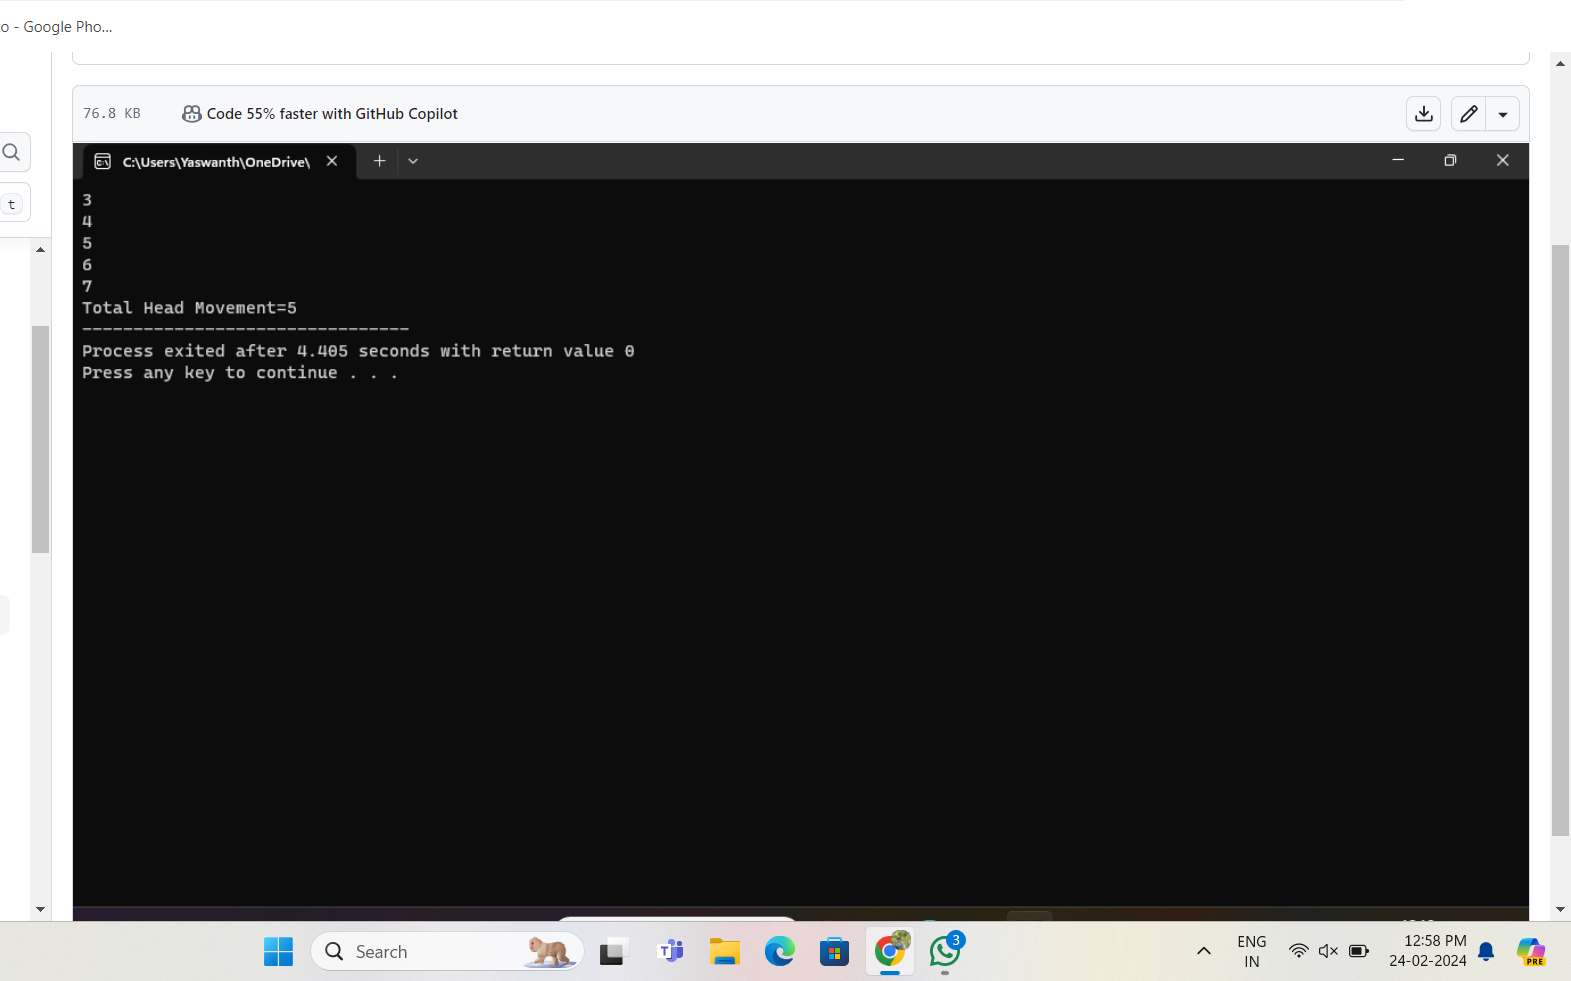 o - Google Pho...
76.8 KB
Code 55% faster with GitHub Copilot
t
C:\Users\Yaswanth\OneDrive\
3
4
5
6
7
Total Head Movement=5
--------------------------------
Process exited after 4.405 seconds with return value 0
Press any key to continue . . .
Search
3
ENG
IN
12:58 PM
24-02-2024
PRE